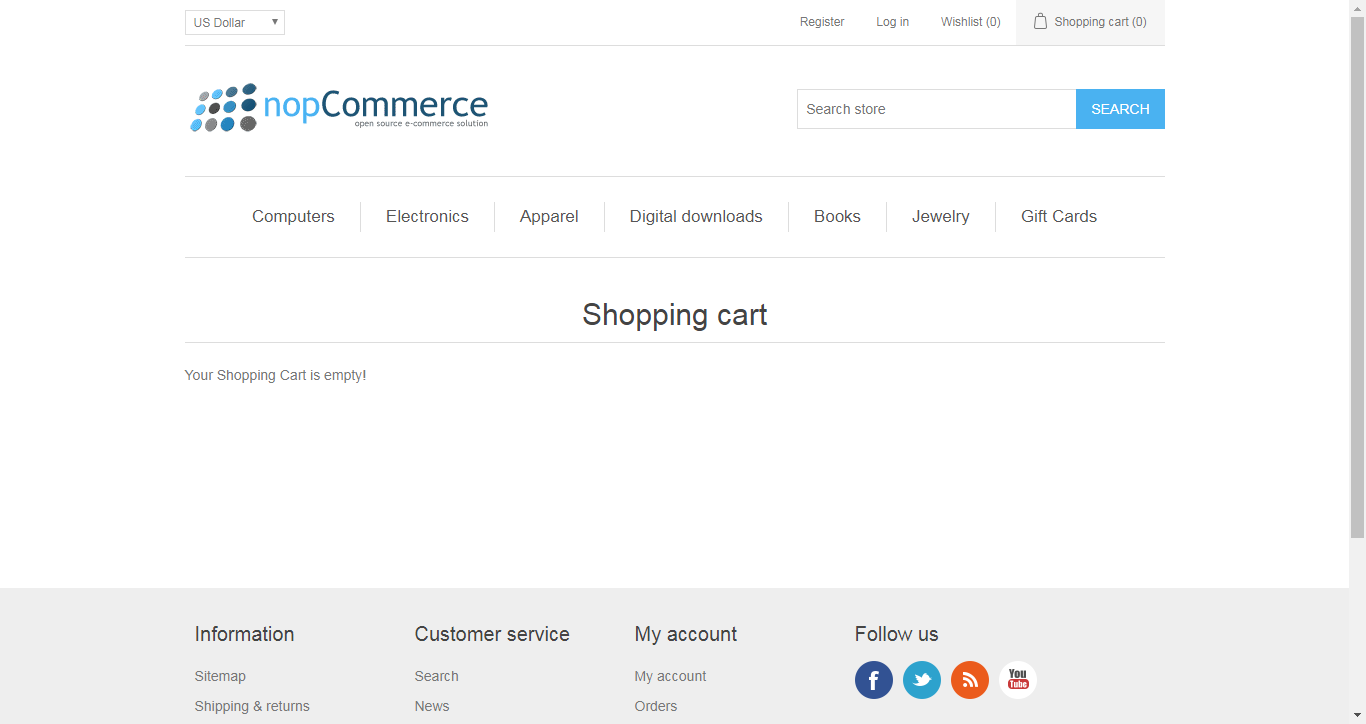 US Dollar
Register
Log in
Wishlist (0)
Shopping cart (0)
nopCommerce
open source e-commerce solution
Search store
SEARCH
Computers
Electronics
Apparel
Digital downloads
Books
Jewelry
Gift Cards
Shopping cart
Your Shopping Cart is empty!
Information
Sitemap
Shipping & returns
Customer service
Search
News
My account
My account
Orders
Follow us
You
Tube